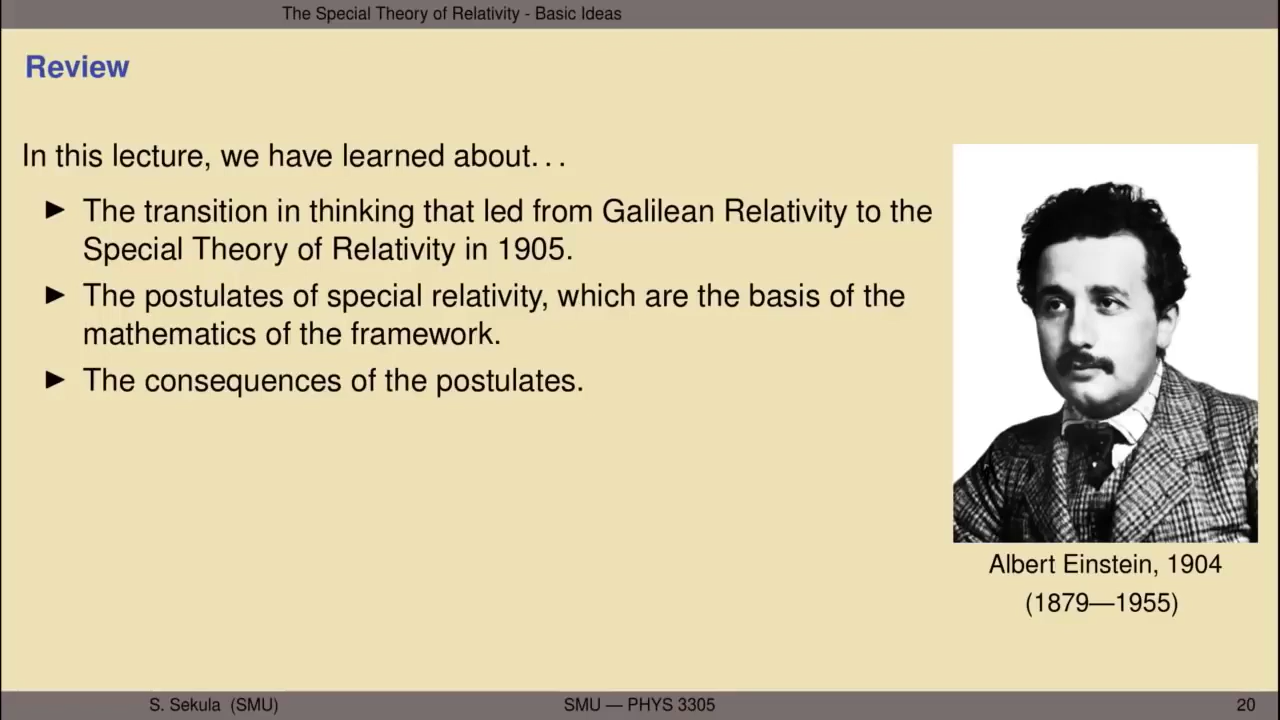 The Special Theory of Relativity - Basic Ideas
Review
In this lecture, we have learned about. . .
► The transition in thinking that led from Galilean Relativity to the
Special Theory of Relativity in 1905.
► The postulates of special relativity, which are the basis of the
mathematics of the framework.
► The consequences of the postulates.
Albert Einstein, 1904
(1879—1955)
S. Sekula (SMU)
SMU — PHYS 3305
20